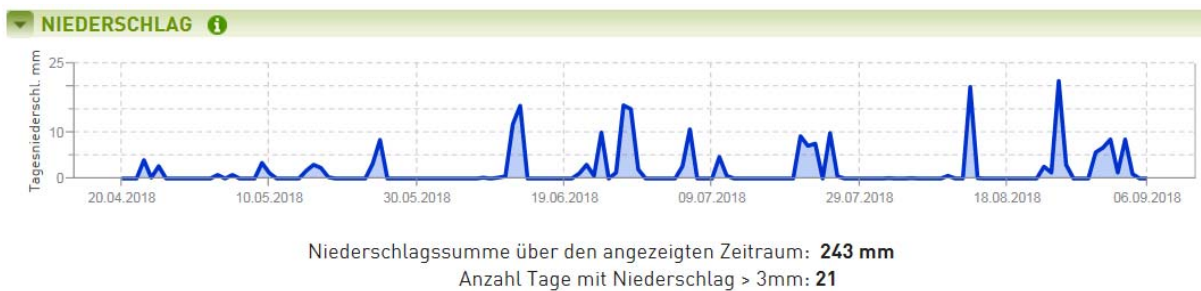 NIEDERSCHLAG
Tagesniederschl. mm
25
10
0
20.04.2018 10.05.2018 30.05.2018 19.06.2018 09.07.2018 29.07.2018 18.08.2018 06.09.2018
Niederschlagssumme über den angezeigten Zeitraum: 243 mm
Anzahl Tage mit Niederschlag > 3mm: 21